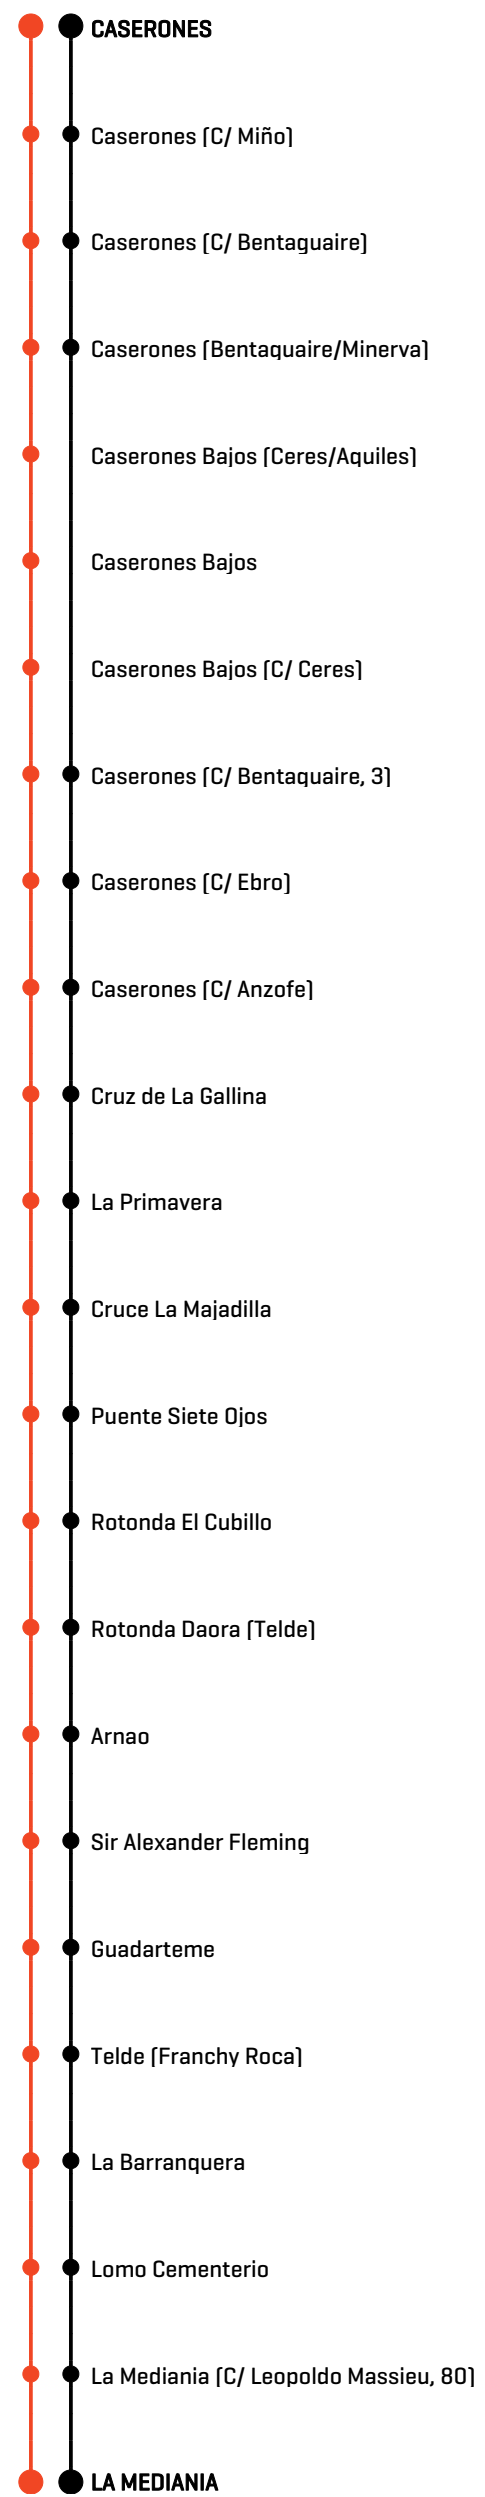 CASERONES
Caserones (C/ Miño)
Caserones (C/ Bentaguaire)
Caserones (Bentaquaire/Minerva)
Caserones Bajos (Ceres/Aquiles)
Caserones Bajos
Caserones Bajos (C/ Ceres)
Caserones (C/ Bentaquaire, 3)
Caserones (C/ Ebro)
Caserones (C/ Anzofe)
Cruz de La Gallina
La Primavera
Cruce La Majadilla
Puente Siete Ojos
Rotonda El Cubillo
Rotonda Daora (Telde)
Arnao
Sir Alexander Fleming
Guadarteme
Telde (Franchy Roca)
La Barranquera
Lomo Cementerio
La Mediania (C/ Leopoldo Massieu, 80)
LA MEDIANIA